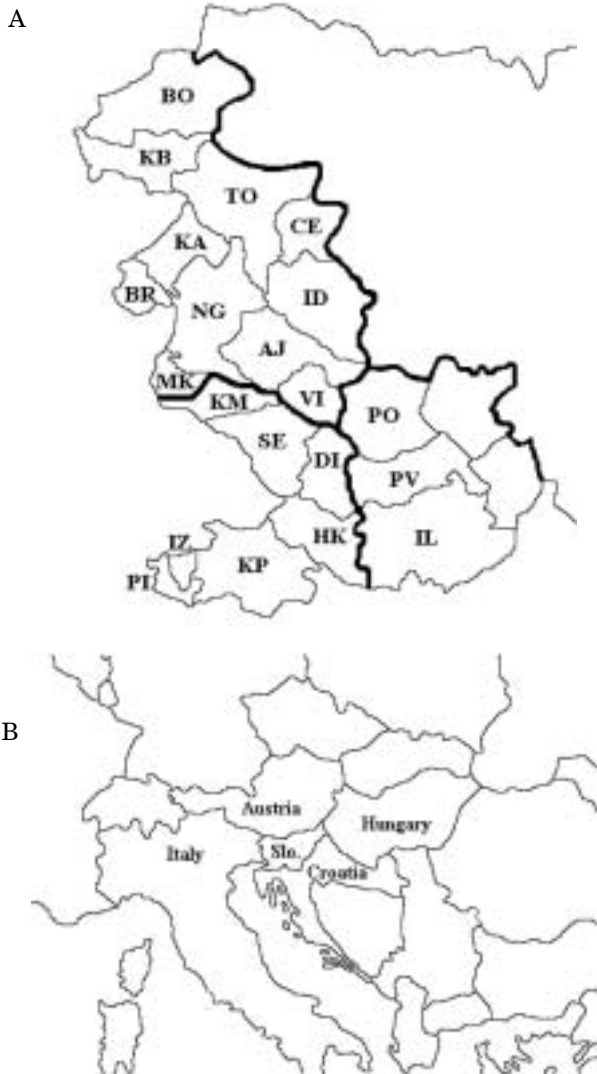 A
BO
KB
TO
CE
KA
BR
NG
ID
AJ
MK
KM
VI
PO
SE
DI
PV
IZ
HK
IL
PI
KP
B
Austria
Hungary
Italy
Slo.
Croatia